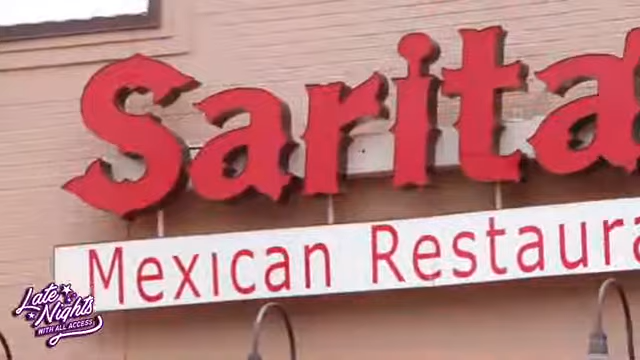 Sarita
Mexican Restaura
Late
Nights
WITH ALL ACCESS